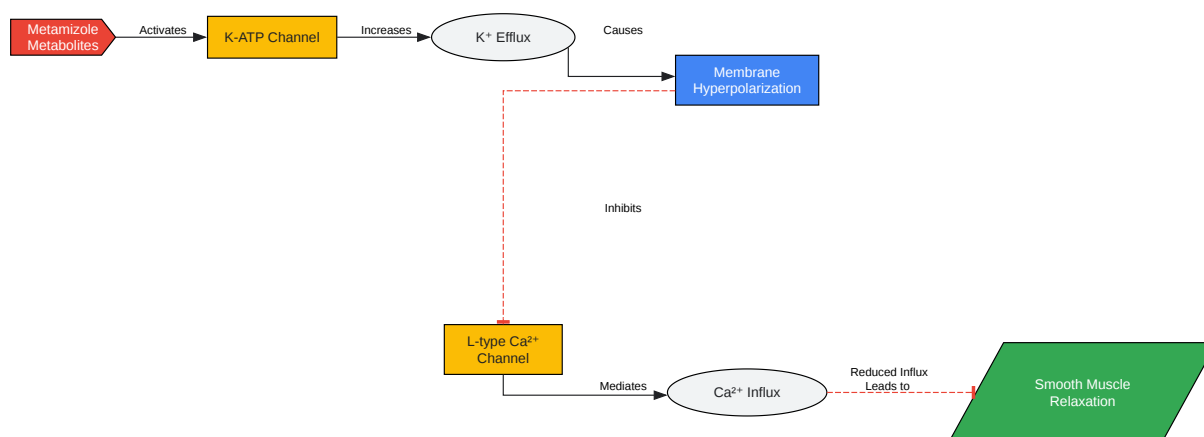 Metamizole
Metabolites
Activates
K-ATP Channel
Increases
K⁺ Efflux
Causes
Membrane
Hyperpolarization
Inhibits
L-type Ca²⁺
Channel
Mediates
Ca²⁺ Influx
Reduced Influx
Leads to
Smooth Muscle
Relaxation